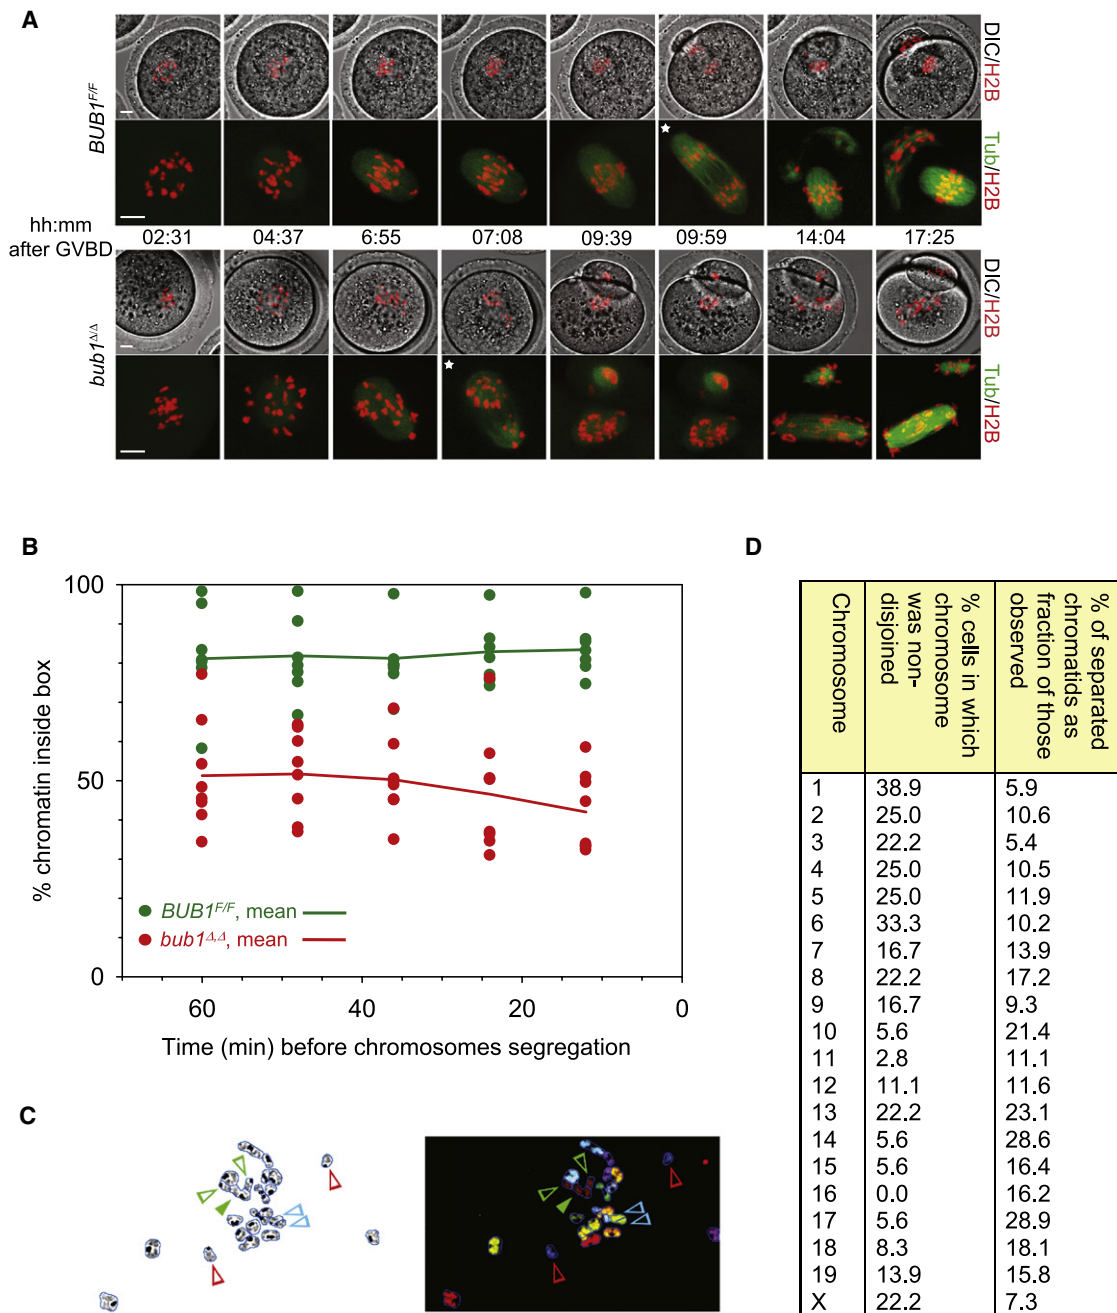 A
BUB1F/F
DIC/H2B
Tub/H2B
hh:mm
after GVBD
02:31 04:37 6:55 07:08 09:39 09:59 14:04 17:25
bub1Δ/Δ
DIC/H2B
Tub/H2B
B
% chromatin inside box
100
50
0
BUB1F/F, mean
bub1Δ,Δ, mean
60 40 20 0
Time (min) before chromosomes segregation
C
D
Chromosome
% cells in which
chromosome
was non-
disjoined
% of separated
chromatids as
fraction of those
observed
1 38.9 5.9
2 25.0 10.6
3 22.2 5.4
4 25.0 10.5
5 25.0 11.9
6 33.3 10.2
7 16.7 13.9
8 22.2 17.2
9 16.7 9.3
10 5.6 21.4
11 2.8 11.1
12 11.1 11.6
13 22.2 23.1
14 5.6 28.6
15 5.6 16.4
16 0.0 16.2
17 5.6 28.9
18 8.3 18.1
19 13.9 15.8
X 22.2 7.3